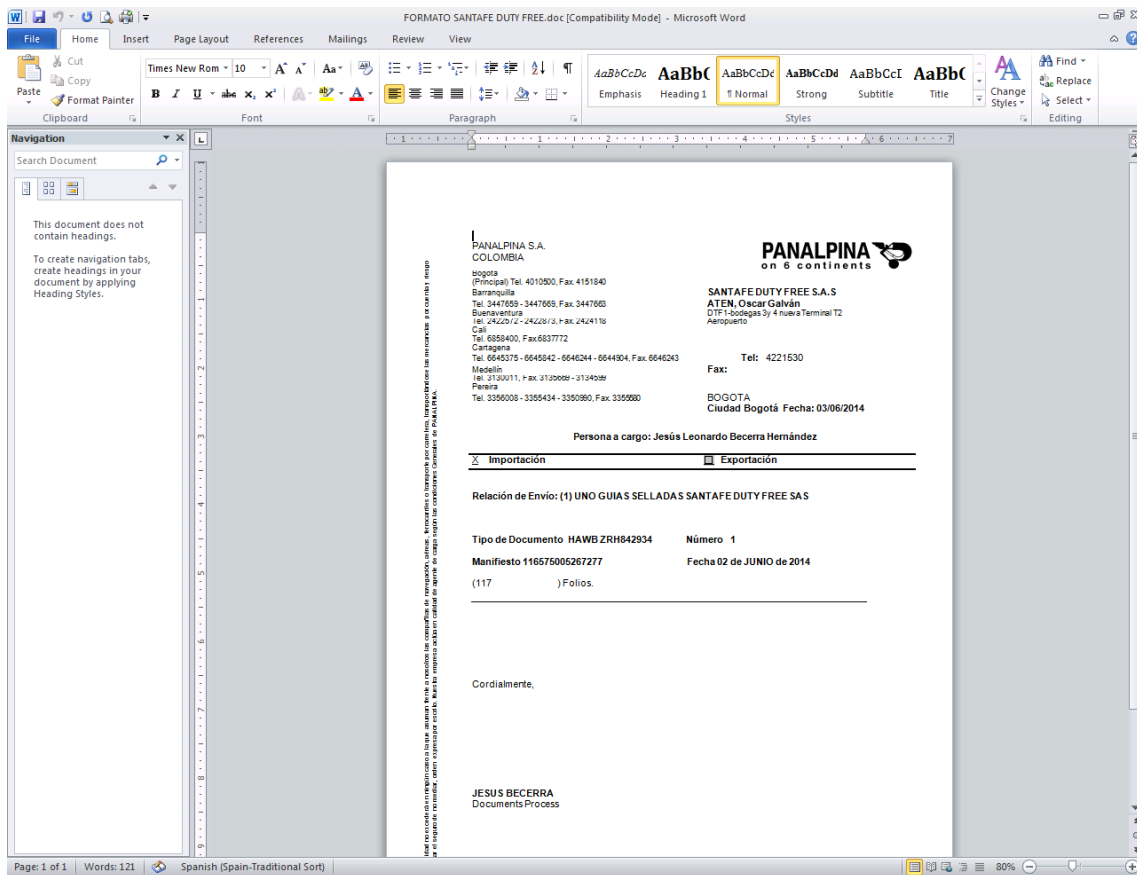 FORMATO SANTAFE DUTY FREE.doc [Compatibility Mode] - Microsoft Word
File Home Insert Page Layout References Mailings Review View
Cut
Copy
Format Painter
Paste
Clipboard
Times New Rom 10
Font
Paragraph
AaBbCcDc AaBb( AaBbCcDc AaBbCcDd AaBbCcI AaBb(
Emphasis Heading 1 ¶ Normal Strong Subtitle Title
Change Styles
Styles
Find
Replace
Select
Editing
Navigation
Search Document
This document does not
contain headings.
To create navigation tabs,
create headings in your
document by applying
Heading Styles.
PANALPINA S.A.
COLOMBIA
Bogota
(Principal) Tel. 4010500, Fax. 4151840
Barranquilla
Tel. 3447659 - 3447669, Fax. 3447663
Buenaventura
Tel. 2422572 - 2422873, Fax. 2424118
Cali
Tel. 6858400, Fax.6837772
Cartagena
Tel. 6645375 - 6645842 - 6646244 - 6644904, Fax. 6646243
Medellín
Tel. 3130011, Fax. 3135669 - 3134599
Pereira
Tel. 3356008 - 3355434 - 3350990, Fax. 3355580
PANALPINA
on 6 continents
SANTAFE DUTY FREE S.A.S
ATEN, Oscar Galván
DTF1-bodegas 3y 4 nueva Terminal T2
Aeropuerto
Tel: 4221530
Fax:
BOGOTA
Ciudad Bogotá Fecha: 03/06/2014
Persona a cargo: Jesús Leonardo Becerra Hernández
X Importación Exportación
Relación de Envío: (1) UNO GUIAS SELLADAS SANTAFE DUTY FREE SAS
Tipo de Documento HAWB ZRH842934 Número 1
Manifiesto 116575005267277 Fecha 02 de JUNIO de 2014
(117 ) Folios.
Cordialmente,
JESUS BECERRA
Documents Process
Page: 1 of 1 Words: 121 Spanish (Spain-Traditional Sort) 80%